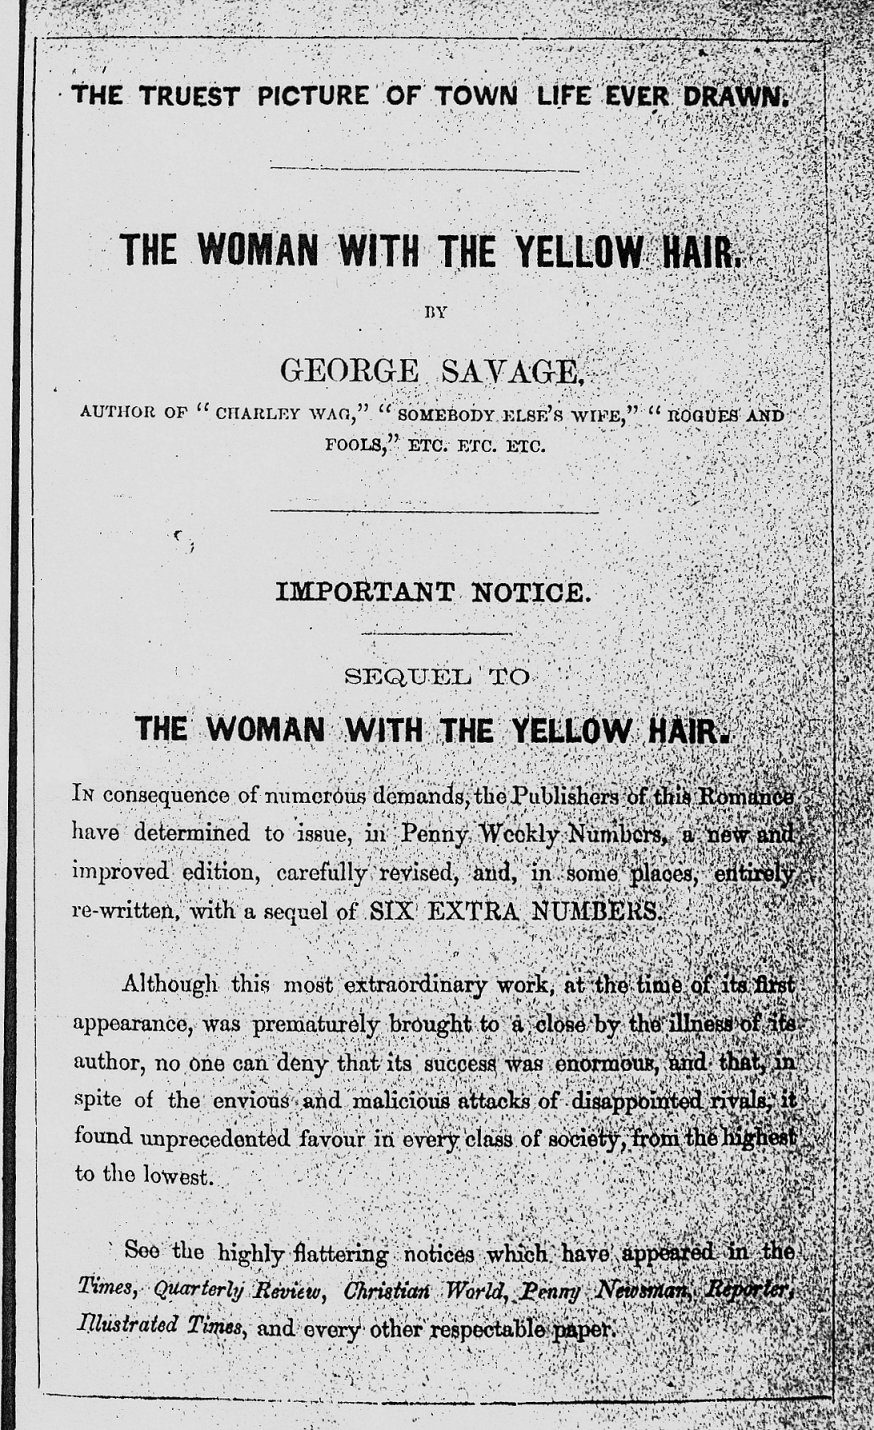 THE TRUEST PICTURE OF TOWN LIFE EVER DRAWN.
THE WOMAN WITH THE YELLOW HAIR.
BY
GEORGE SAVAGE,
AUTHOR OF “CHARLEY WAG,” “SOMEBODY ELSE’S WIFE,” “ROGUES AND
FOOLS,” ETC. ETC. ETC.
IMPORTANT NOTICE.
SEQUEL TO
THE WOMAN WITH THE YELLOW HAIR.
IN consequence of numerous demands, the Publishers of this Romance
have determined to issue, in Penny Weekly Numbers, a new and
improved edition, carefully revised, and, in some places, entirely
re-written, with a sequel of SIX EXTRA NUMBERS.
Although this most extraordinary work, at the time of its first
appearance, was prematurely brought to a close by the illness of its
author, no one can deny that its success was enormous, and that, in
spite of the envious and malicious attacks of disappointed rivals, it
found unprecedented favour in every class of society, from the highest
to the lowest.
See the highly flattering notices which have appeared in the
Times, Quarterly Review, Christian World, Penny Newsman, Reporter,
Illustrated Times, and every other respectable paper.